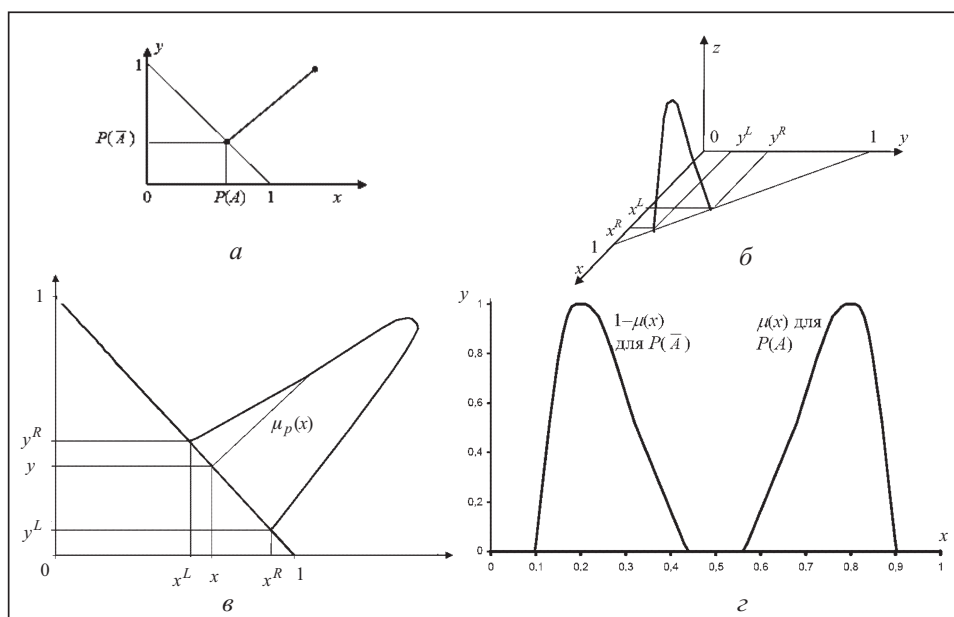 y
1
P(A̅)
0
P(A)
1
x
а
z
0
y^L
y^R
1
y
x^L
x^R
1
x
б
1
μ_p(x)
y^R
y
y^L
0
x^L
x
x^R
1
в
y
1
1–μ(x)
для P(A̅)
μ(x) для
P(A)
0,8
0,6
0,4
0,2
0
x
0 0,1 0,2 0,3 0,4 0,5 0,6 0,7 0,8 0,9 1
г